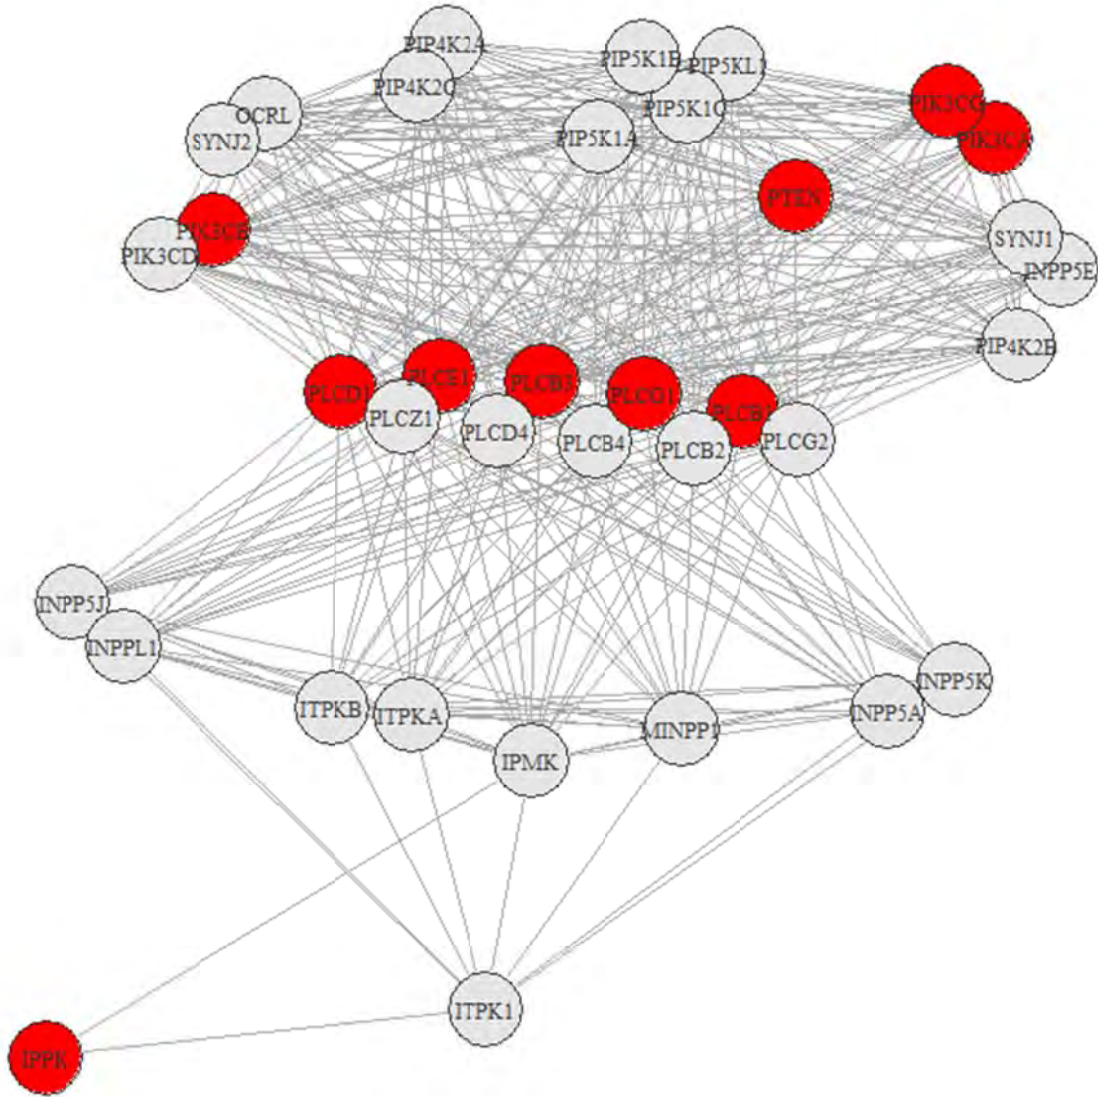 PIP4K2A
PIP5K1B
PIP5KL1
PIP4K2C
PIK3CG
OCRL
PIP5K1C
SYNJ2
PIP5K1A
PIK3CA
PTEN
PIK3CB
PIK3CD
SYNJ1
INPP5E
PIP4K2B
PLCE1
PLCB3
PLCD1
PLCG1
PLCB1
PLCZ1
PLCD4
PLCB4
PLCB2
PLCG2
INPP5J
INPPL1
INPP5K
ITPKB
ITPKA
INPP5A
MINPP1
IPMK
ITPK1
IPPK